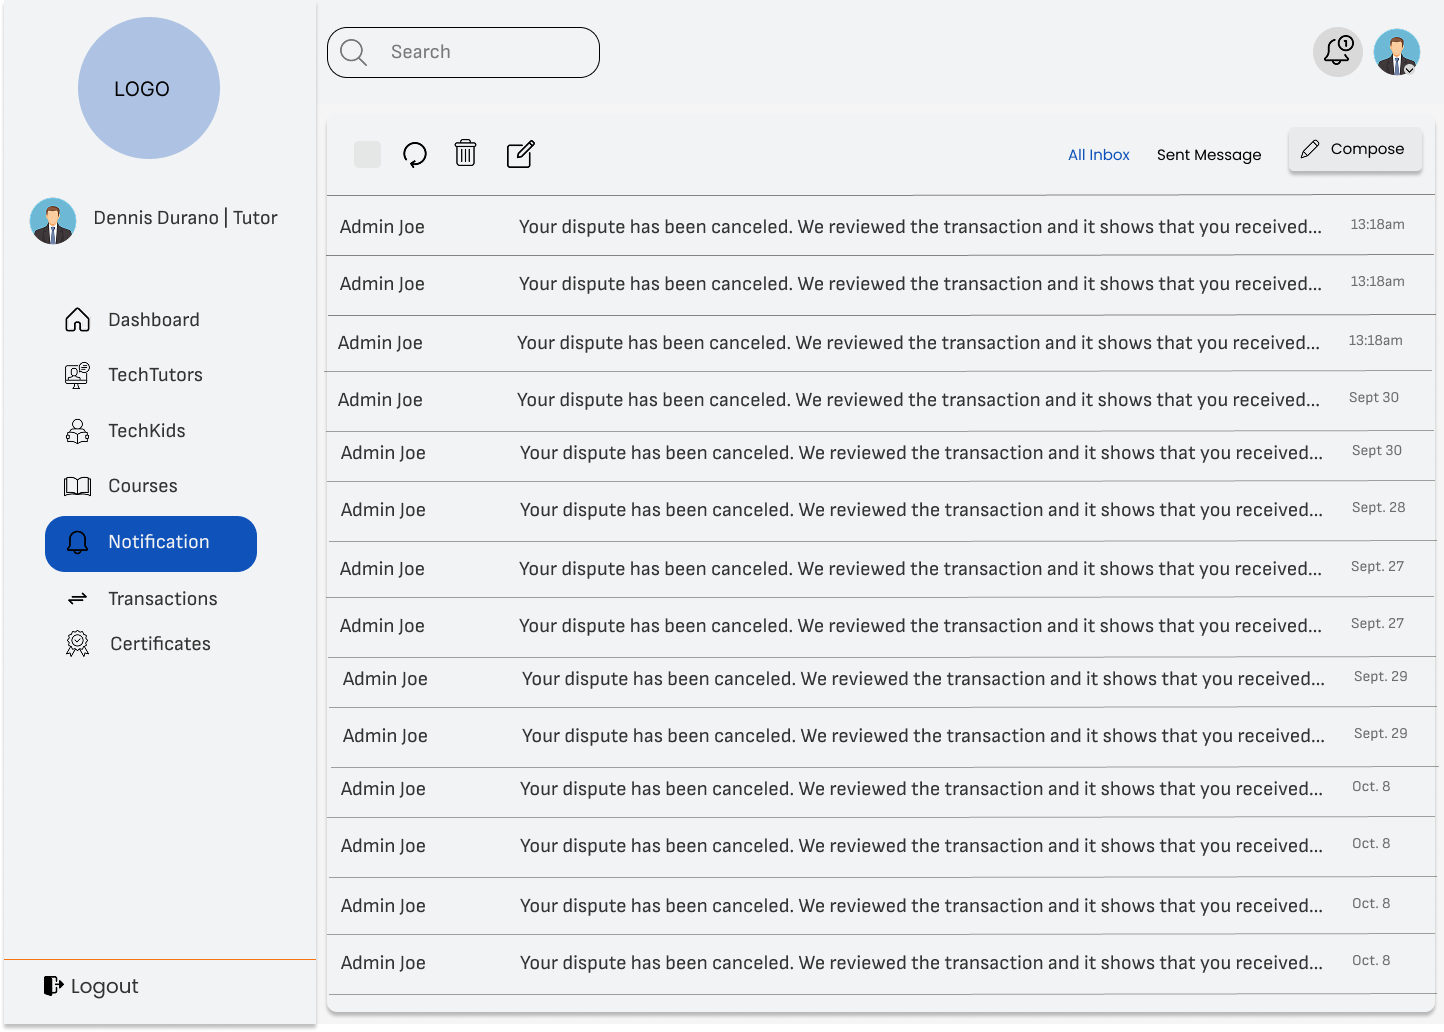 LOGO
Dennis Durano | Tutor
Dashboard
TechTutors
TechKids
Courses
Notification
Transactions
Certificates
Logout
Search
1
All Inbox Sent Message Compose
Admin Joe Your dispute has been canceled. We reviewed the transaction and it shows that you received... 13:18am
Admin Joe Your dispute has been canceled. We reviewed the transaction and it shows that you received... 13:18am
Admin Joe Your dispute has been canceled. We reviewed the transaction and it shows that you received... 13:18am
Admin Joe Your dispute has been canceled. We reviewed the transaction and it shows that you received... Sept 30
Admin Joe Your dispute has been canceled. We reviewed the transaction and it shows that you received... Sept 30
Admin Joe Your dispute has been canceled. We reviewed the transaction and it shows that you received... Sept. 28
Admin Joe Your dispute has been canceled. We reviewed the transaction and it shows that you received... Sept. 27
Admin Joe Your dispute has been canceled. We reviewed the transaction and it shows that you received... Sept. 27
Admin Joe Your dispute has been canceled. We reviewed the transaction and it shows that you received... Sept. 29
Admin Joe Your dispute has been canceled. We reviewed the transaction and it shows that you received... Sept. 29
Admin Joe Your dispute has been canceled. We reviewed the transaction and it shows that you received... Oct. 8
Admin Joe Your dispute has been canceled. We reviewed the transaction and it shows that you received... Oct. 8
Admin Joe Your dispute has been canceled. We reviewed the transaction and it shows that you received... Oct. 8
Admin Joe Your dispute has been canceled. We reviewed the transaction and it shows that you received... Oct. 8